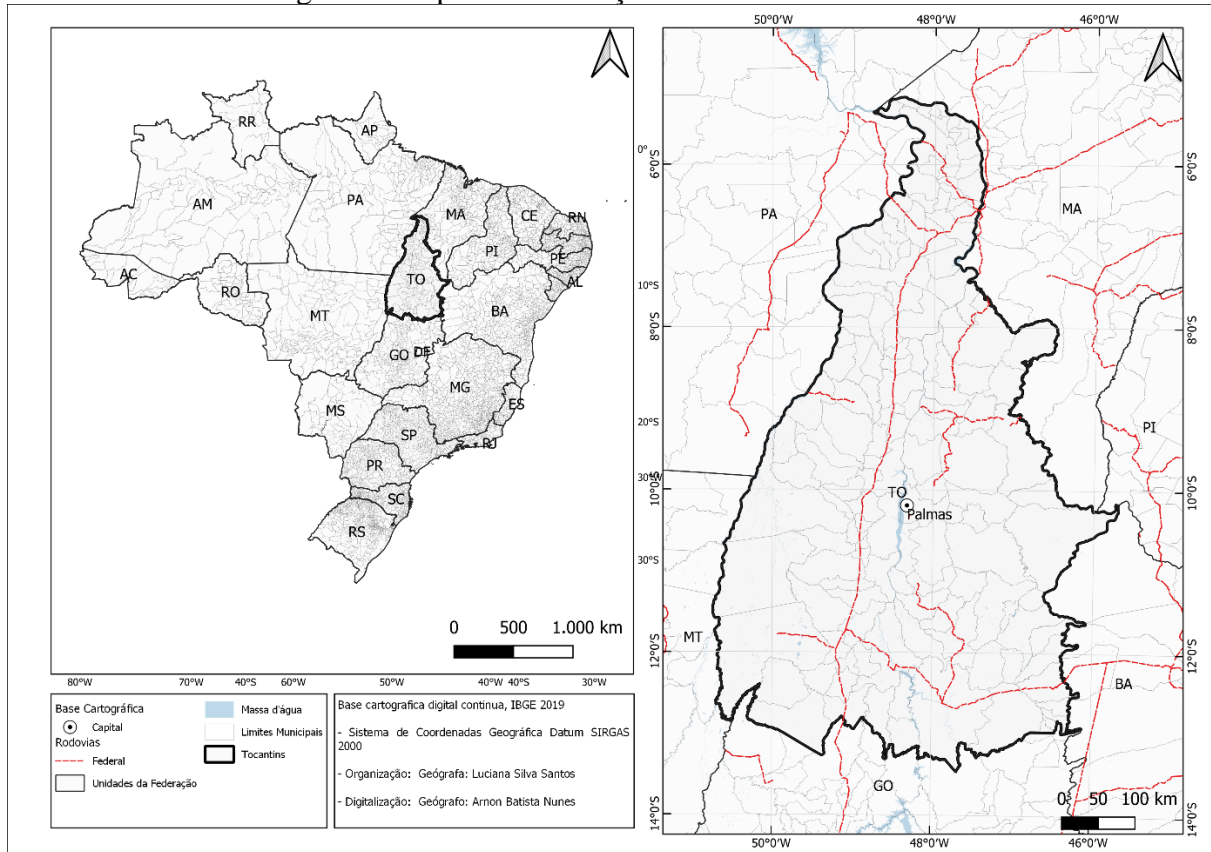 50°W
48°W
46°W
RR
AP
AM
PA
MA
CE
RN
PI
PE
AL
AC
RO
TO
BA
MT
GO
DF
MG
MS
ES
SP
RJ
PR
SC
RS
0
500
1.000 km
0°
10°S
20°S
30°S
30°S
80°W
70°W
60°W
50°W
40°W
40°S
30°W
6°0'S
8°0'S
10°0'S
12°0'S
14°0'S
PA
MA
PI
TO
Palmas
MT
BA
GO
0
50
100 km
6°0'S
8°0'S
10°0'S
12°0'S
14°0'S
50°0'W
48°0'W
46°0'W
Base Cartográfica
Capital
Rodovias
Federal
Unidades da Federação
Massa d'água
Limites Municipais
Tocantins
Base cartografica digital continua, IBGE 2019
- Sistema de Coordenadas Geográfica Datum SIRGAS
2000
- Organização: Geógrafa: Luciana Silva Santos
- Digitalização: Geógrafo: Arnon Batista Nunes